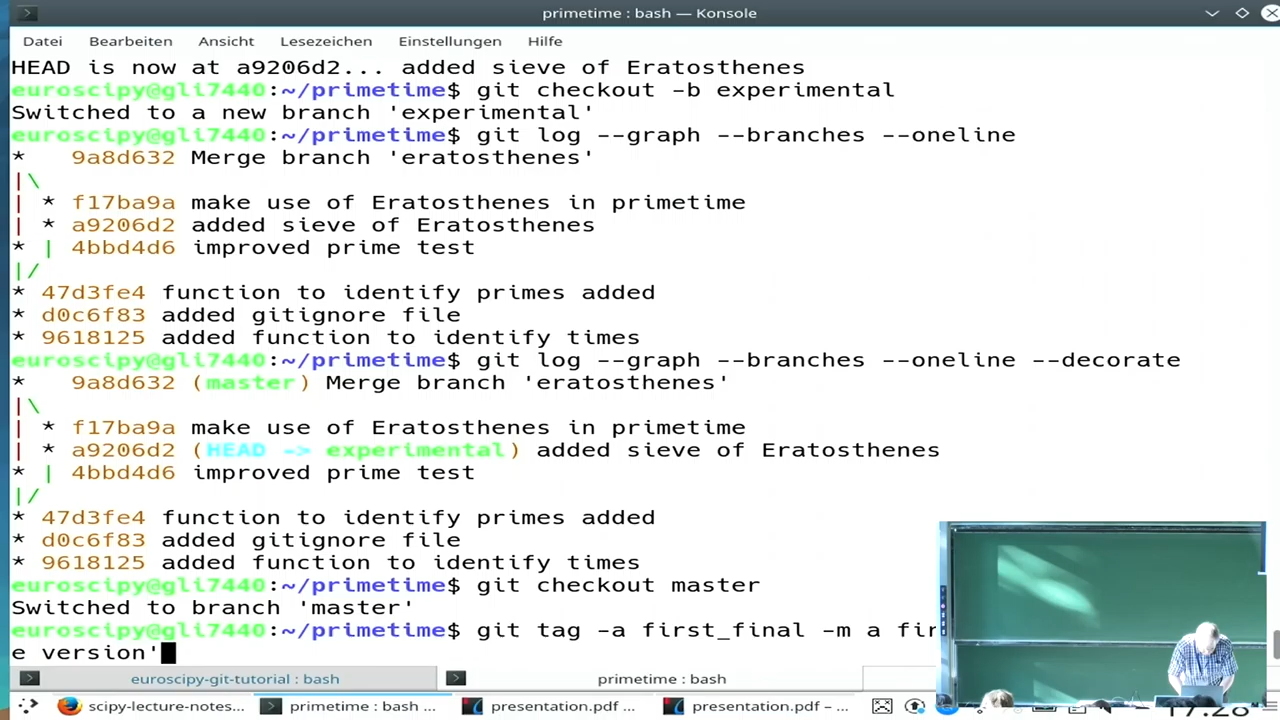 primetime : bash — Konsole
Datei Bearbeiten Ansicht Lesezeichen Einstellungen Hilfe
HEAD is now at a9206d2... added sieve of Eratosthenes
euroscipy@gli7440:~/primetime$ git checkout -b experimental
Switched to a new branch 'experimental'
euroscipy@gli7440:~/primetime$ git log --graph --branches --oneline
*   9a8d632 Merge branch 'eratosthenes'
|\
| * f17ba9a make use of Eratosthenes in primetime
| * a9206d2 added sieve of Eratosthenes
* | 4bbd4d6 improved prime test
|/
* 47d3fe4 function to identify primes added
* d0c6f83 added gitignore file
* 9618125 added function to identify times
euroscipy@gli7440:~/primetime$ git log --graph --branches --oneline --decorate
*   9a8d632 (master) Merge branch 'eratosthenes'
|\
| * f17ba9a make use of Eratosthenes in primetime
| * a9206d2 (HEAD -> experimental) added sieve of Eratosthenes
* | 4bbd4d6 improved prime test
|/
* 47d3fe4 function to identify primes added
* d0c6f83 added gitignore file
* 9618125 added function to identify times
euroscipy@gli7440:~/primetime$ git checkout master
Switched to branch 'master'
euroscipy@gli7440:~/primetime$ git tag -a first_final -m a
e version'
euroscipy-git-tutorial : bash primetime : bash
scipy-lecture-notes... primetime : bash presentation.pdf ... presentation.pdf – ...